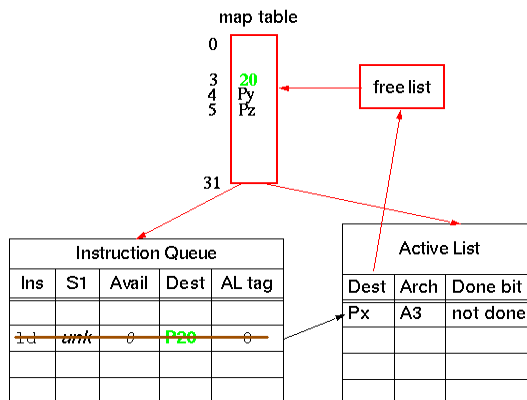 map table
0
3 20
4 Py
5 Pz
31
free list
Instruction Queue
Ins S1 Avail Dest AL tag
ld unk 0 P20 0
Active List
Dest Arch Done bit
Px A3 not done